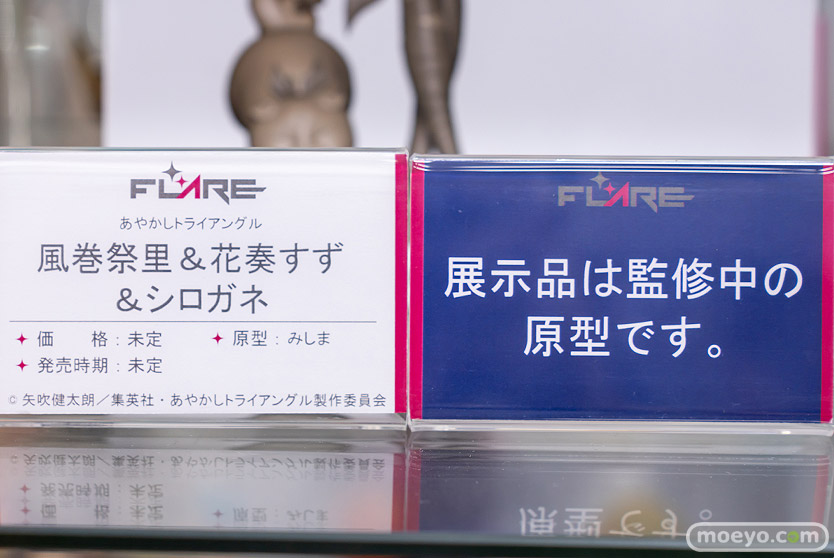 FLARE
あやかしトライアングル
風巻祭里＆花奏すず
＆シロガネ
価　格：未定
原型：みしま
発売時期：未定
© 矢吹健太朗／集英社・あやかしトライアングル製作委員会
FLARE
展示品は監修中の
原型です。
moeyo.com